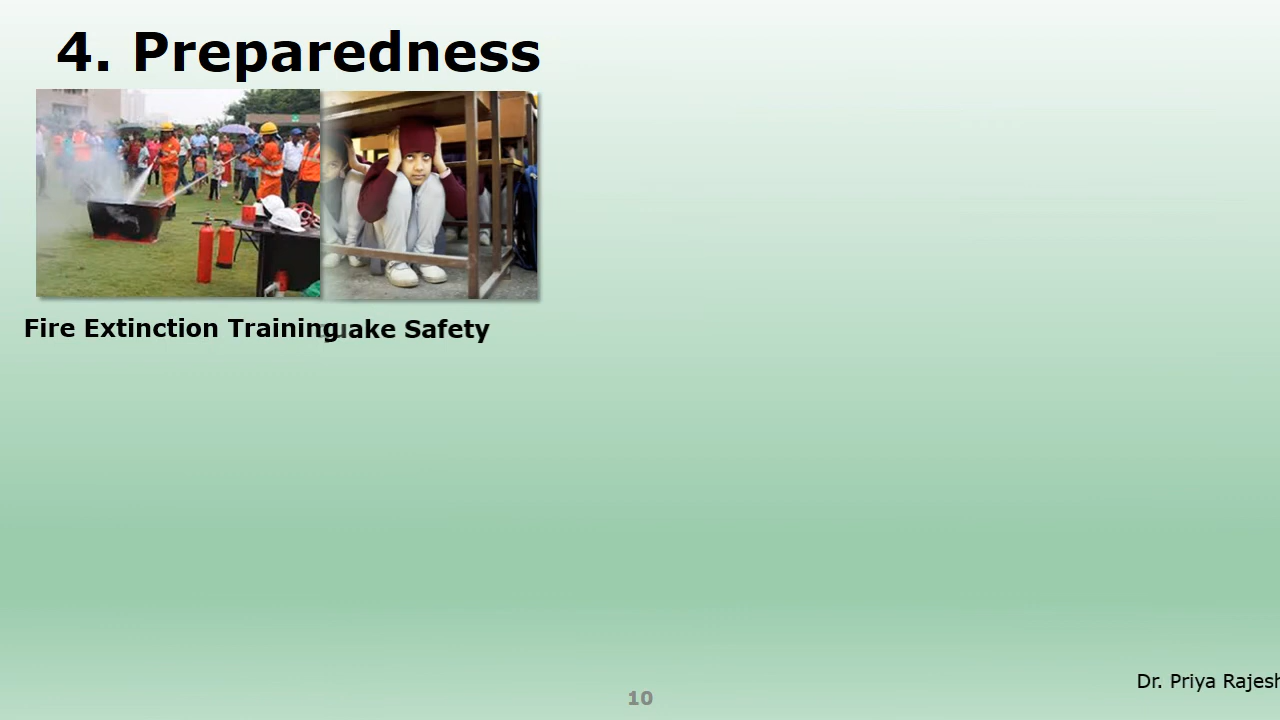 4. Preparedness
Fire Extinction Training
uake Safety
Dr. Priya Rajesh
10